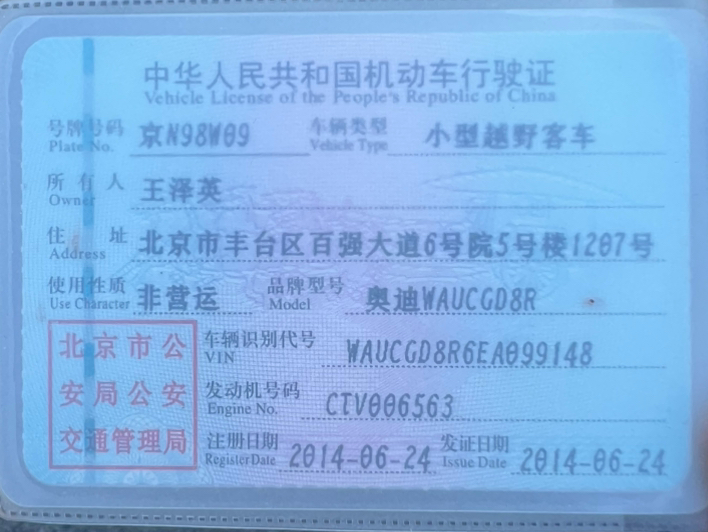 中华人民共和国机动车行驶证
Vehicle License of the People's Republic of China
号牌号码 京N98W09 车辆类型 小型越野客车
Plate No. Vehicle Type
所有人 王泽英
Owner
住址 北京市丰台区百强大道6号院5号楼1207号
Address
使用性质 非营运 品牌型号 奥迪WAUCGD8R
Use Character Model
北京市公安局公安交通管理局
车辆识别代号 WAUCGD8R6EA099148
VIN
发动机号码 CTV006563
Engine No.
注册日期 2014-06-24 发证日期 2014-06-24
Register Date Issue Date